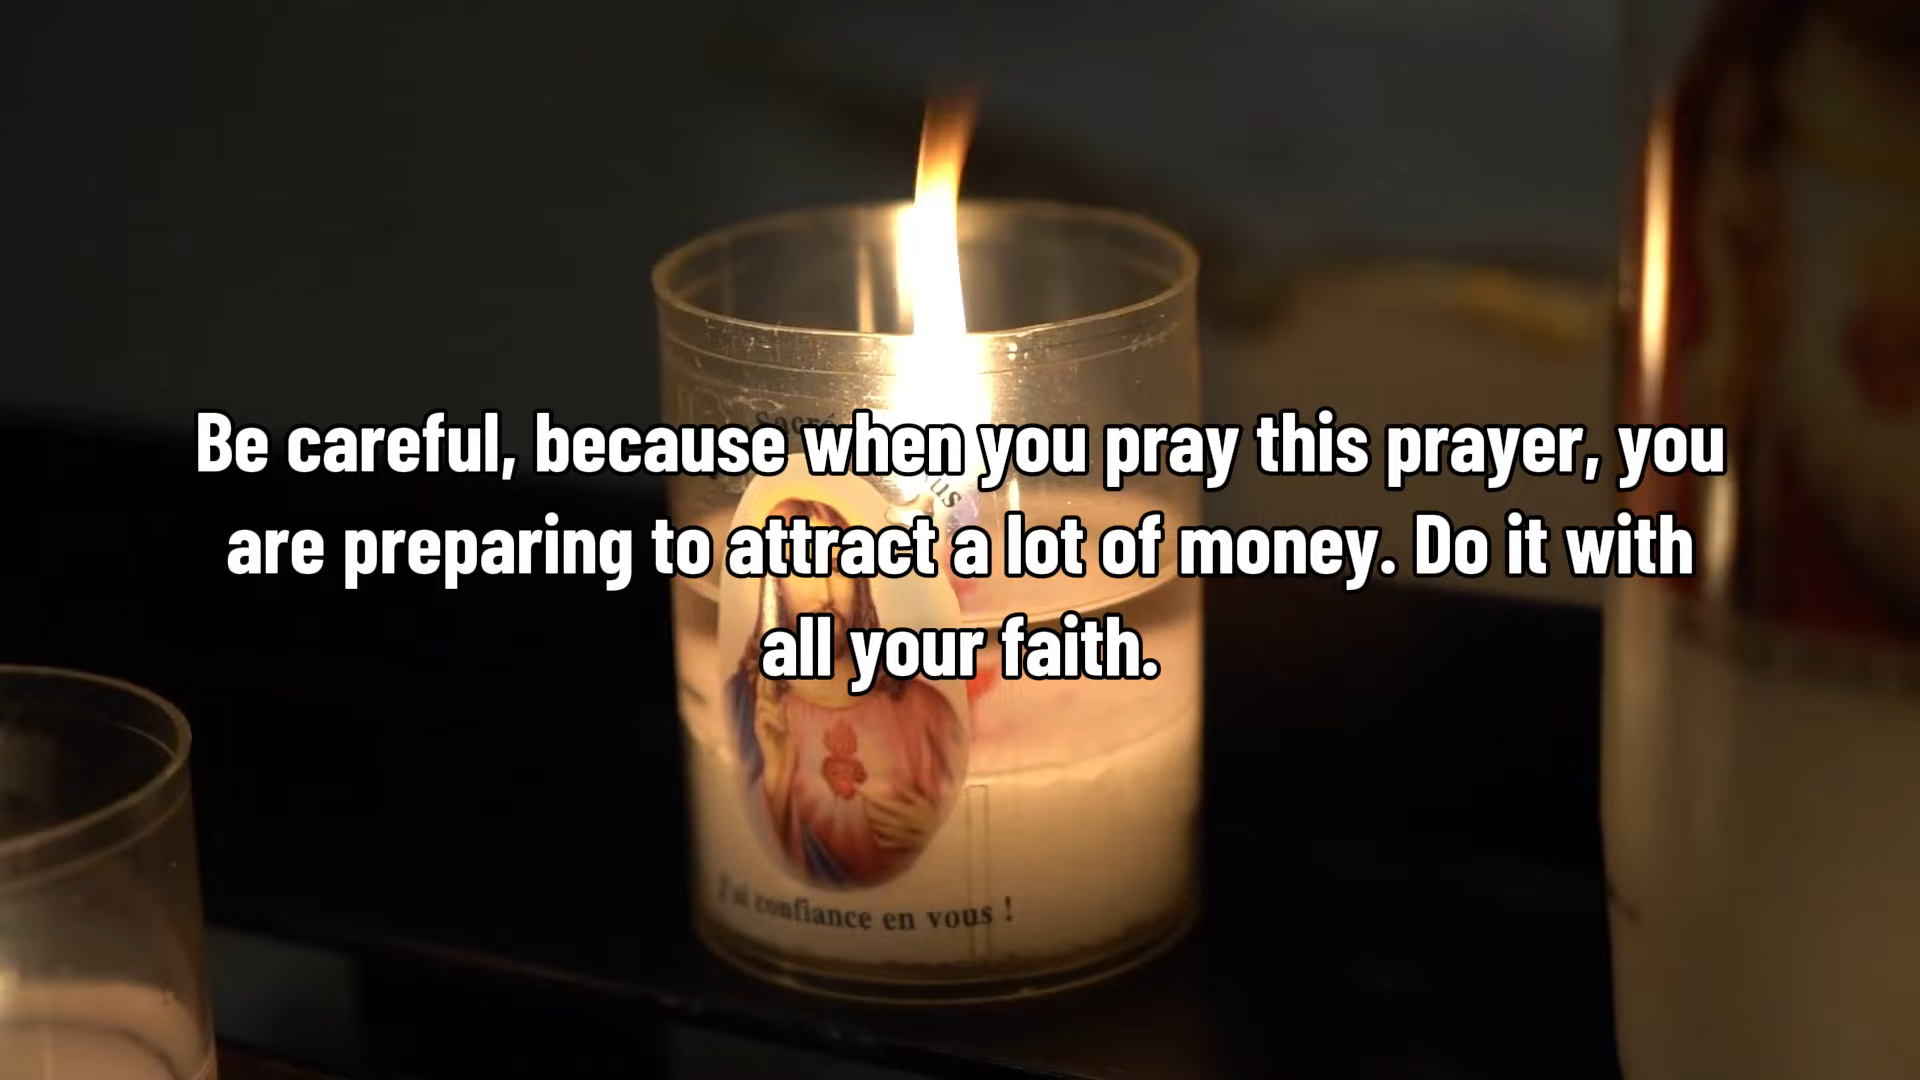 Be careful, because when you pray this prayer, you
are preparing to attract a lot of money. Do it with
all your faith.
confiance en vous !